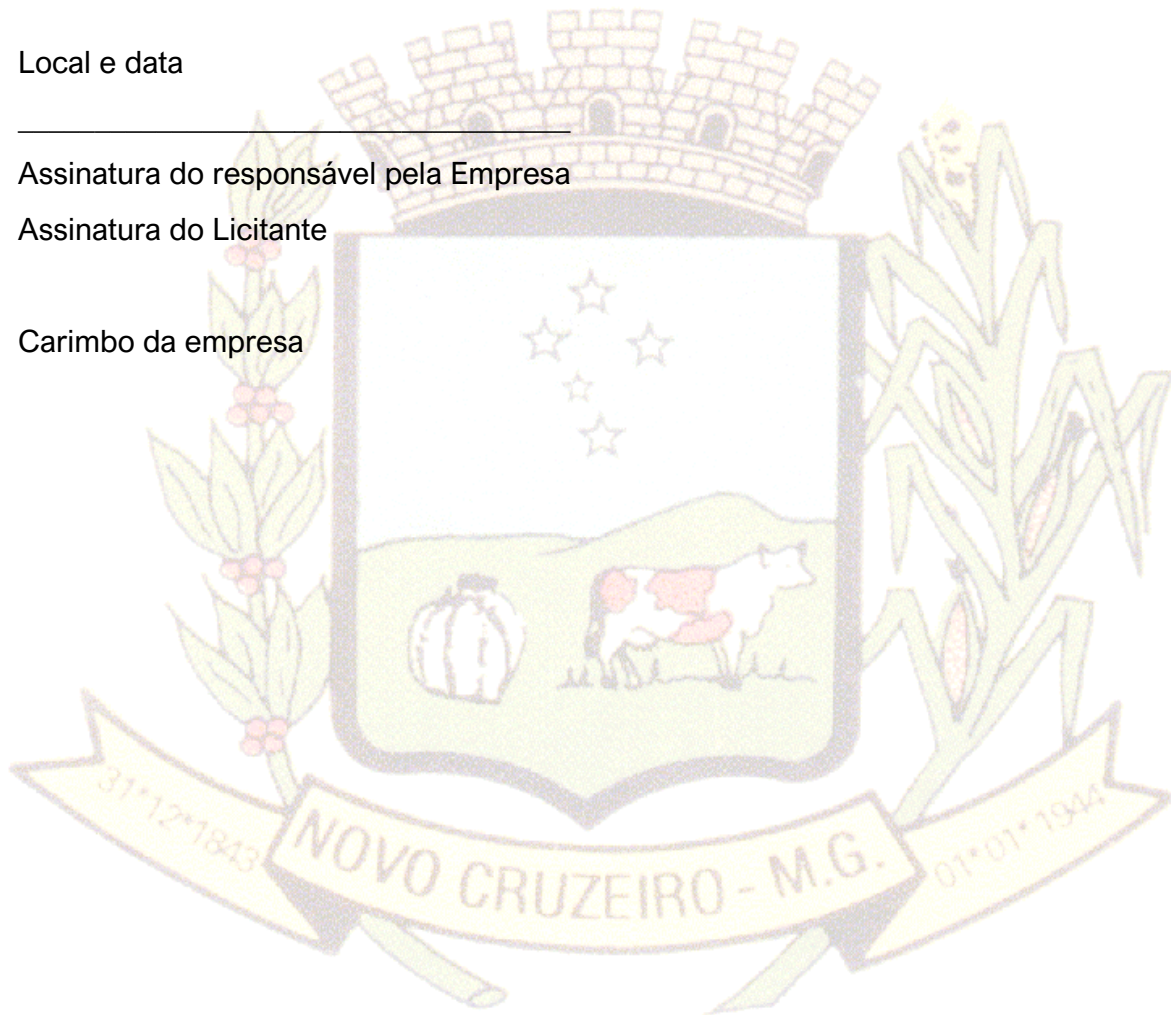 Local e data
_________________________________
Assinatura do responsável pela Empresa
Assinatura do Licitante
Carimbo da empresa
31*12*1843
NOVO CRUZEIRO - M.G.
01*01*1944